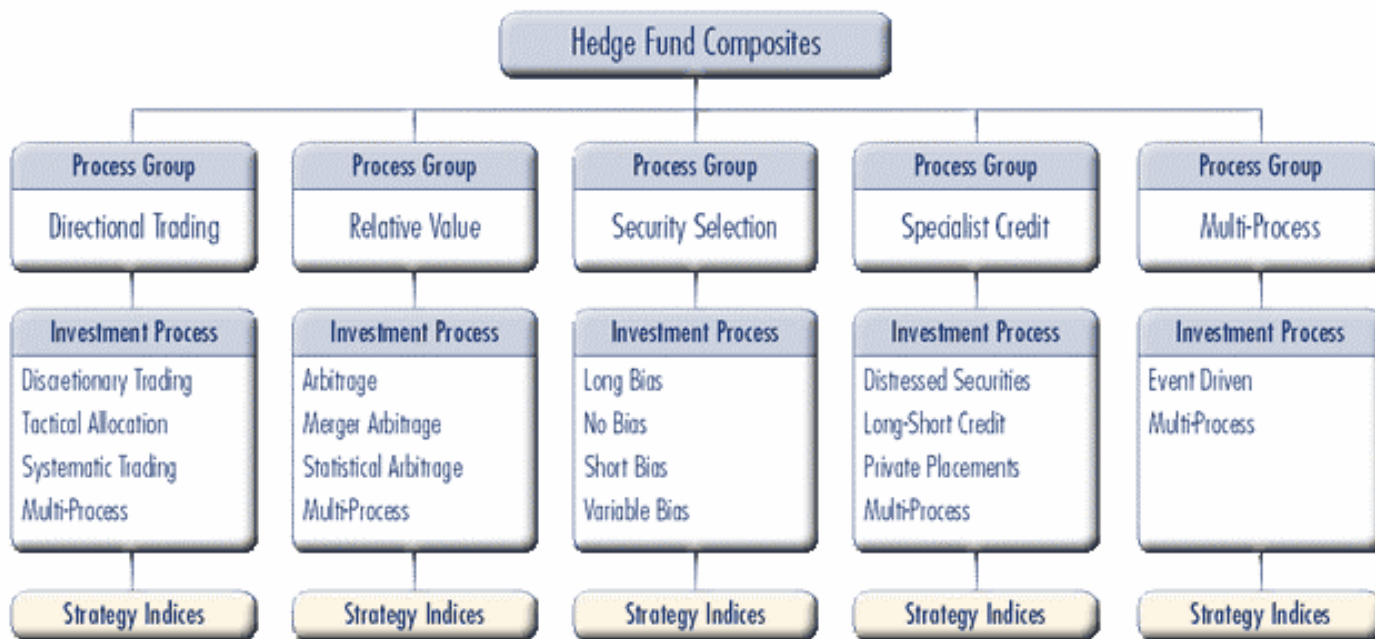 Hedge Fund Composites
Process Group
Directional Trading
Investment Process
Discretionary Trading
Tactical Allocation
Systematic Trading
Multi-Process
Strategy Indices
Process Group
Relative Value
Investment Process
Arbitrage
Merger Arbitrage
Statistical Arbitrage
Multi-Process
Strategy Indices
Process Group
Security Selection
Investment Process
Long Bias
No Bias
Short Bias
Variable Bias
Strategy Indices
Process Group
Specialist Credit
Investment Process
Distressed Securities
Long-Short Credit
Private Placements
Multi-Process
Strategy Indices
Process Group
Multi-Process
Investment Process
Event Driven
Multi-Process
Strategy Indices